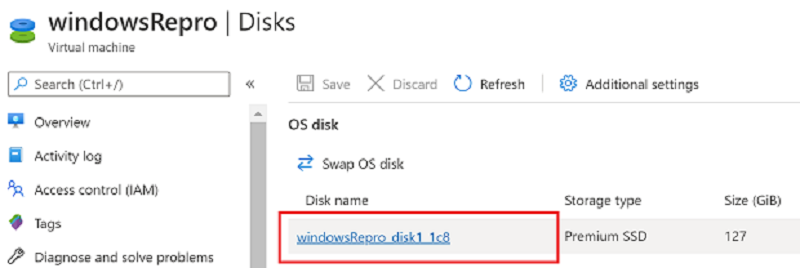 windowsRepro | Disks
Virtual machine
Search (Ctrl+/)
«
Save Discard Refresh Additional settings
Overview
Activity log
Access control (IAM)
Tags
Diagnose and solve problems
OS disk
Swap OS disk
Disk name Storage type Size (GiB)
windowsRepro_disk1_1c8 Premium SSD 127